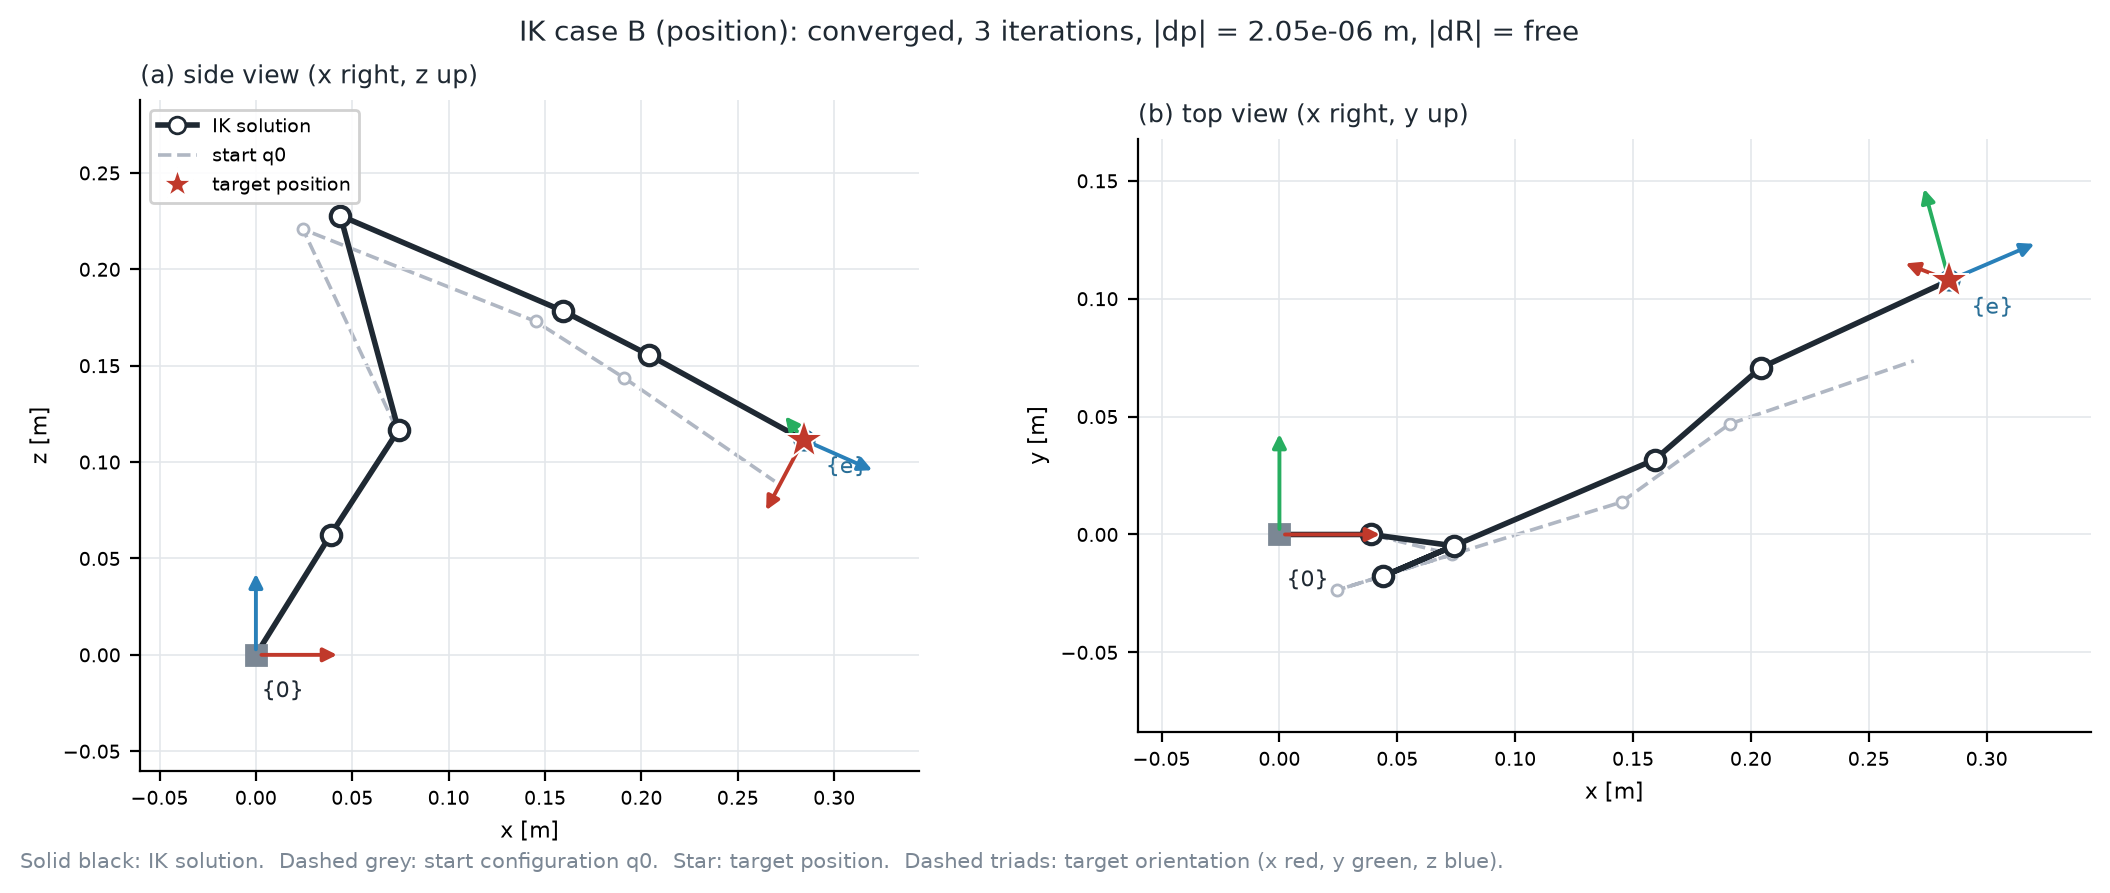 IK case B (position): converged, 3 iterations, |dp| = 2.05e-06 m, |dR| = free
(a) side view (x right, z up)
IK solution
start q0
target position
0.25
0.20
0.15
0.10
0.05
0.00
−0.05
z [m]
{e}
{0}
−0.05 0.00 0.05 0.10 0.15 0.20 0.25 0.30
x [m]
(b) top view (x right, y up)
0.15
0.10
0.05
0.00
−0.05
y [m]
{e}
{0}
−0.05 0.00 0.05 0.10 0.15 0.20 0.25 0.30
x [m]
Solid black: IK solution.  Dashed grey: start configuration q0.  Star: target position.  Dashed triads: target orientation (x red, y green, z blue).